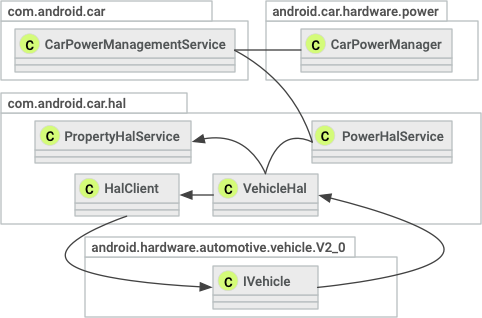 com.android.car
android.car.hardware.power
C CarPowerManagementService
C CarPowerManager
com.android.car.hal
C PropertyHalService
C PowerHalService
C HalClient
C VehicleHal
android.hardware.automotive.vehicle.V2_0
C IVehicle